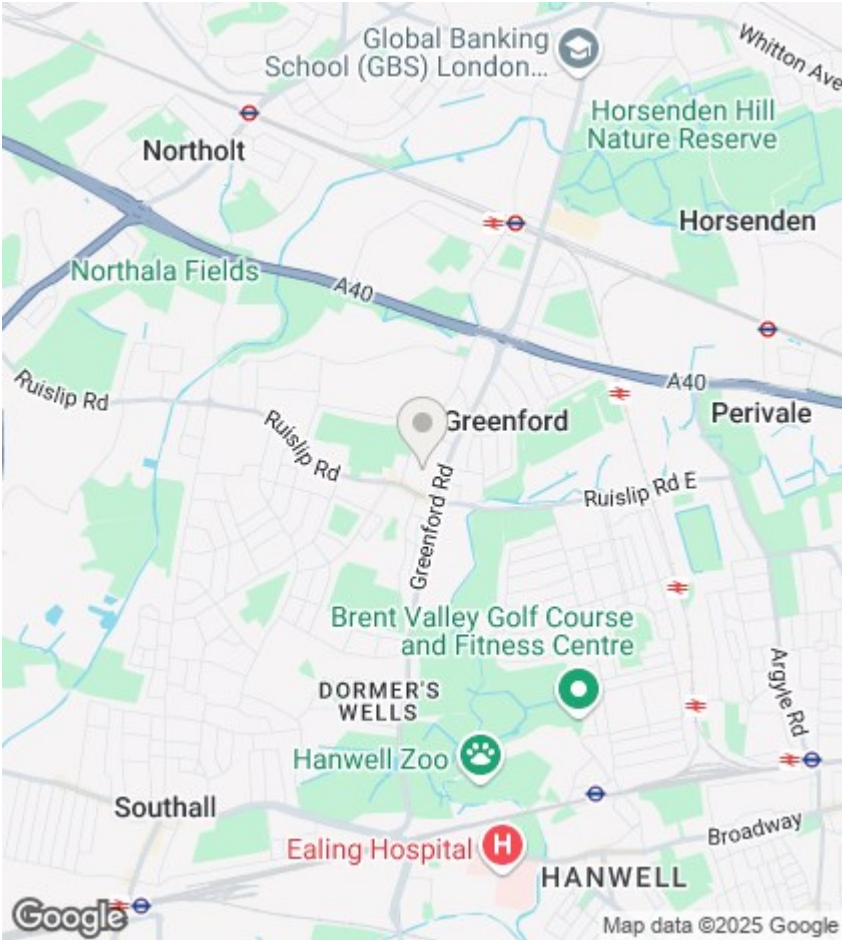 Global Banking
School (GBS) London...
Whitton Ave
Horsenden Hill
Nature Reserve
Northolt
Horsenden
Northala Fields
A40
A40
Ruislip Rd
Ruislip Rd
Greenford
Perivale
Greenford Rd
Ruislip Rd E
Brent Valley Golf Course
and Fitness Centre
Argyle Rd
DORMER'S
WELLS
Hanwell Zoo
Southall
Broadway
Ealing Hospital
H
HANWELL
Google
Map data ©2025 Google